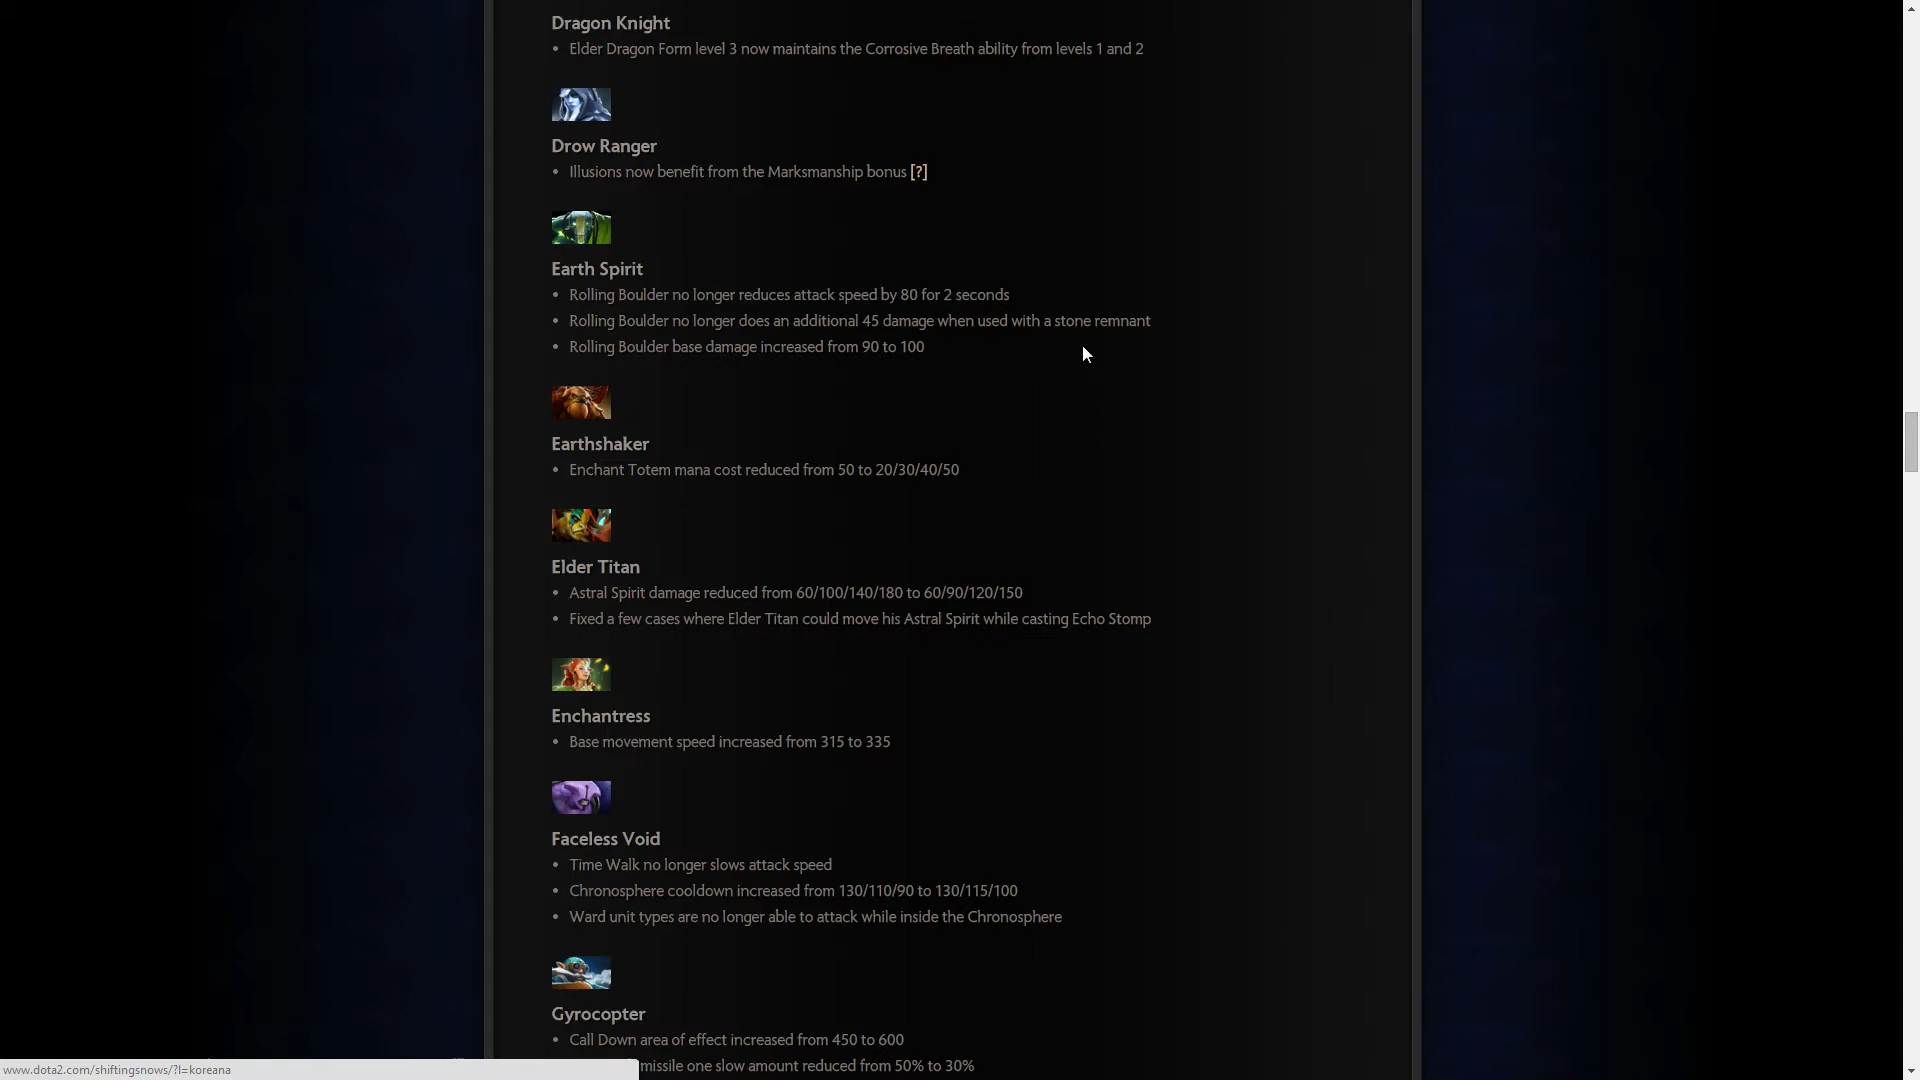 Dragon Knight
• Elder Dragon Form level 3 now maintains the Corrosive Breath ability from levels 1 and 2
Drow Ranger
• Illusions now benefit from the Marksmanship bonus [?]
Earth Spirit
• Rolling Boulder no longer reduces attack speed by 80 for 2 seconds
• Rolling Boulder no longer does an additional 45 damage when used with a stone remnant
• Rolling Boulder base damage increased from 90 to 100
Earthshaker
• Enchant Totem mana cost reduced from 50 to 20/30/40/50
Elder Titan
• Astral Spirit damage reduced from 60/100/140/180 to 60/90/120/150
• Fixed a few cases where Elder Titan could move his Astral Spirit while casting Echo Stomp
Enchantress
• Base movement speed increased from 315 to 335
Faceless Void
• Time Walk no longer slows attack speed
• Chronosphere cooldown increased from 130/110/90 to 130/115/100
• Ward unit types are no longer able to attack while inside the Chronosphere
Gyrocopter
• Call Down area of effect increased from 450 to 600
missile one slow amount reduced from 50% to 30%
www.dota2.com/shiftingsnows/?l=koreana